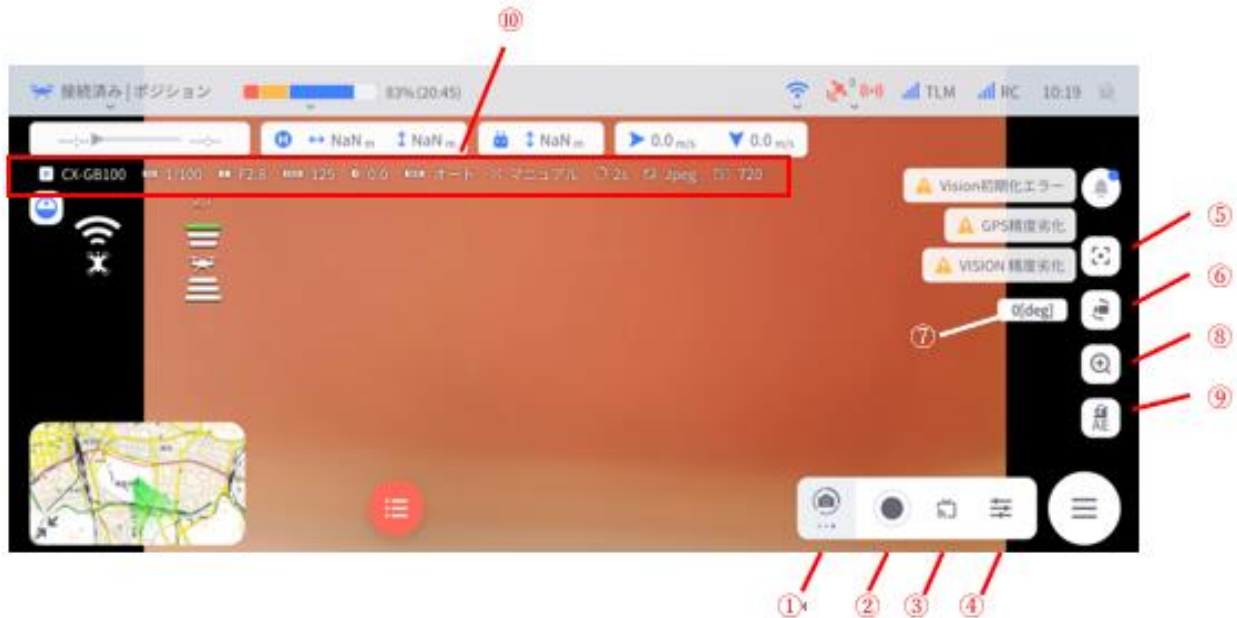 ⑩
接続済み | ポジション 83%(20:45) TLM RC 10:19
--:-- --:-- H NaN m NaN m NaN m 0.0 m/s 0.0 m/s
CX-GB100 1/100 F2.8 125 0.0 オート マニュアル 2s Jpeg 720
Vision初期化エラー
GPS精度劣化
VISION 精度劣化
0[deg]
AE
⑤
⑥
⑦
⑧
⑨
① ② ③ ④